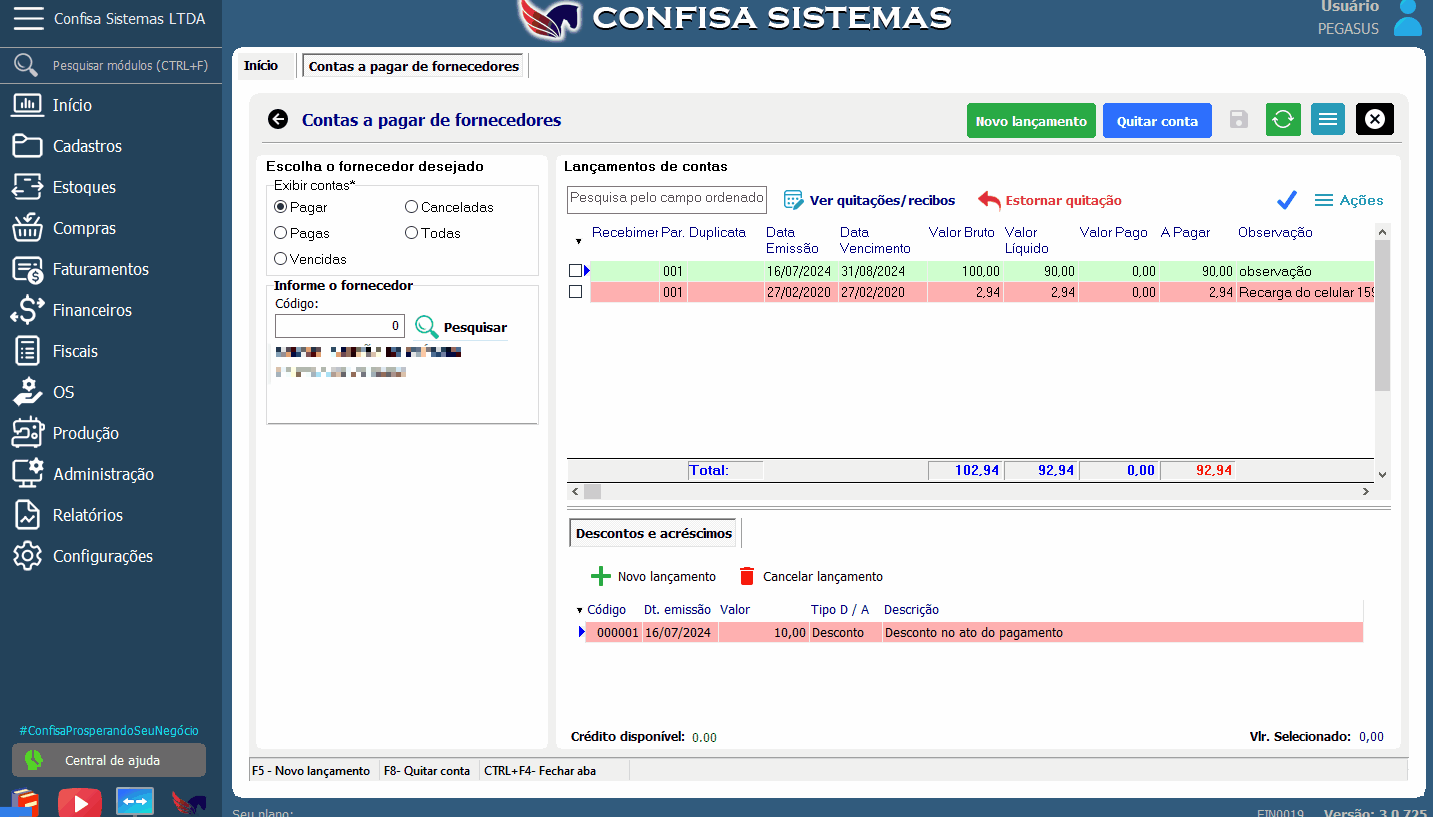 Confisa Sistemas LTDA
CONFISA SISTEMAS
Usuário
PEGASUS
Pesquisar módulos (CTRL+F)
Início
Cadastros
Estoques
Compras
Faturamentos
Financeiros
Fiscais
OS
Produção
Administração
Relatórios
Configurações
#ConfisaProsperandoSeuNegócio
Central de ajuda
Início
Contas a pagar de fornecedores
Contas a pagar de fornecedores
Novo lançamento
Quitar conta
Escolha o fornecedor desejado
Exibir contas*
Pagar
Canceladas
Pagas
Todas
Vencidas
Informe o fornecedor
Código:
0
Pesquisar
Lançamentos de contas
Pesquisa pelo campo ordenado
Ver quitações/recibos
Estornar quitação
Ações
Recebimer Par. Duplicata Data Emissão Data Vencimento Valor Bruto Valor Líquido Valor Pago A Pagar Observação
001 16/07/2024 31/08/2024 100,00 90,00 0,00 90,00 observação
001 27/02/2020 27/02/2020 2,94 2,94 0,00 2,94 Recarga do celular 159
Total: 102,94 92,94 0,00 92,94
Descontos e acréscimos
Novo lançamento
Cancelar lançamento
Código Dt. emissão Valor Tipo D / A Descrição
000001 16/07/2024 10,00 Desconto Desconto no ato do pagamento
Crédito disponível: 0.00
Vlr. Selecionado: 0,00
F5 - Novo lançamento F8- Quitar conta CTRL+F4- Fechar aba
Seu plano:
FIN0019
Versão: 3.0.725